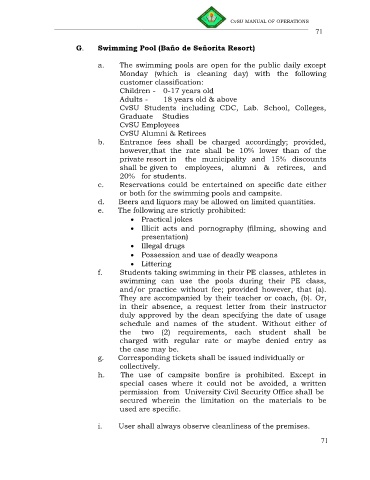 CvSU MANUAL OF OPERATIONS
71
G. Swimming Pool (Baño de Señorita Resort)
a. The swimming pools are open for the public daily except
Monday (which is cleaning day) with the following
customer classification:
Children - 0-17 years old
Adults - 18 years old & above
CvSU Students including CDC, Lab. School, Colleges,
Graduate Studies
CvSU Employees
CvSU Alumni & Retirees
b. Entrance fees shall be charged accordingly; provided,
however,that the rate shall be 10% lower than of the
private resort in the municipality and 15% discounts
shall be given to employees, alumni & retirees, and
20% for students.
c. Reservations could be entertained on specific date either
or both for the swimming pools and campsite.
d. Beers and liquors may be allowed on limited quantities.
e. The following are strictly prohibited:
• Practical jokes
• Illicit acts and pornography (filming, showing and
presentation)
• Illegal drugs
• Possession and use of deadly weapons
• Littering
f. Students taking swimming in their PE classes, athletes in
swimming can use the pools during their PE class,
and/or practice without fee; provided however, that (a).
They are accompanied by their teacher or coach, (b). Or,
in their absence, a request letter from their instructor
duly approved by the dean specifying the date of usage
schedule and names of the student. Without either of
the two (2) requirements, each student shall be
charged with regular rate or maybe denied entry as
the case may be.
g. Corresponding tickets shall be issued individually or
collectively.
h. The use of campsite bonfire is prohibited. Except in
special cases where it could not be avoided, a written
permission from University Civil Security Office shall be
secured wherein the limitation on the materials to be
used are specific.
i. User shall always observe cleanliness of the premises.
71